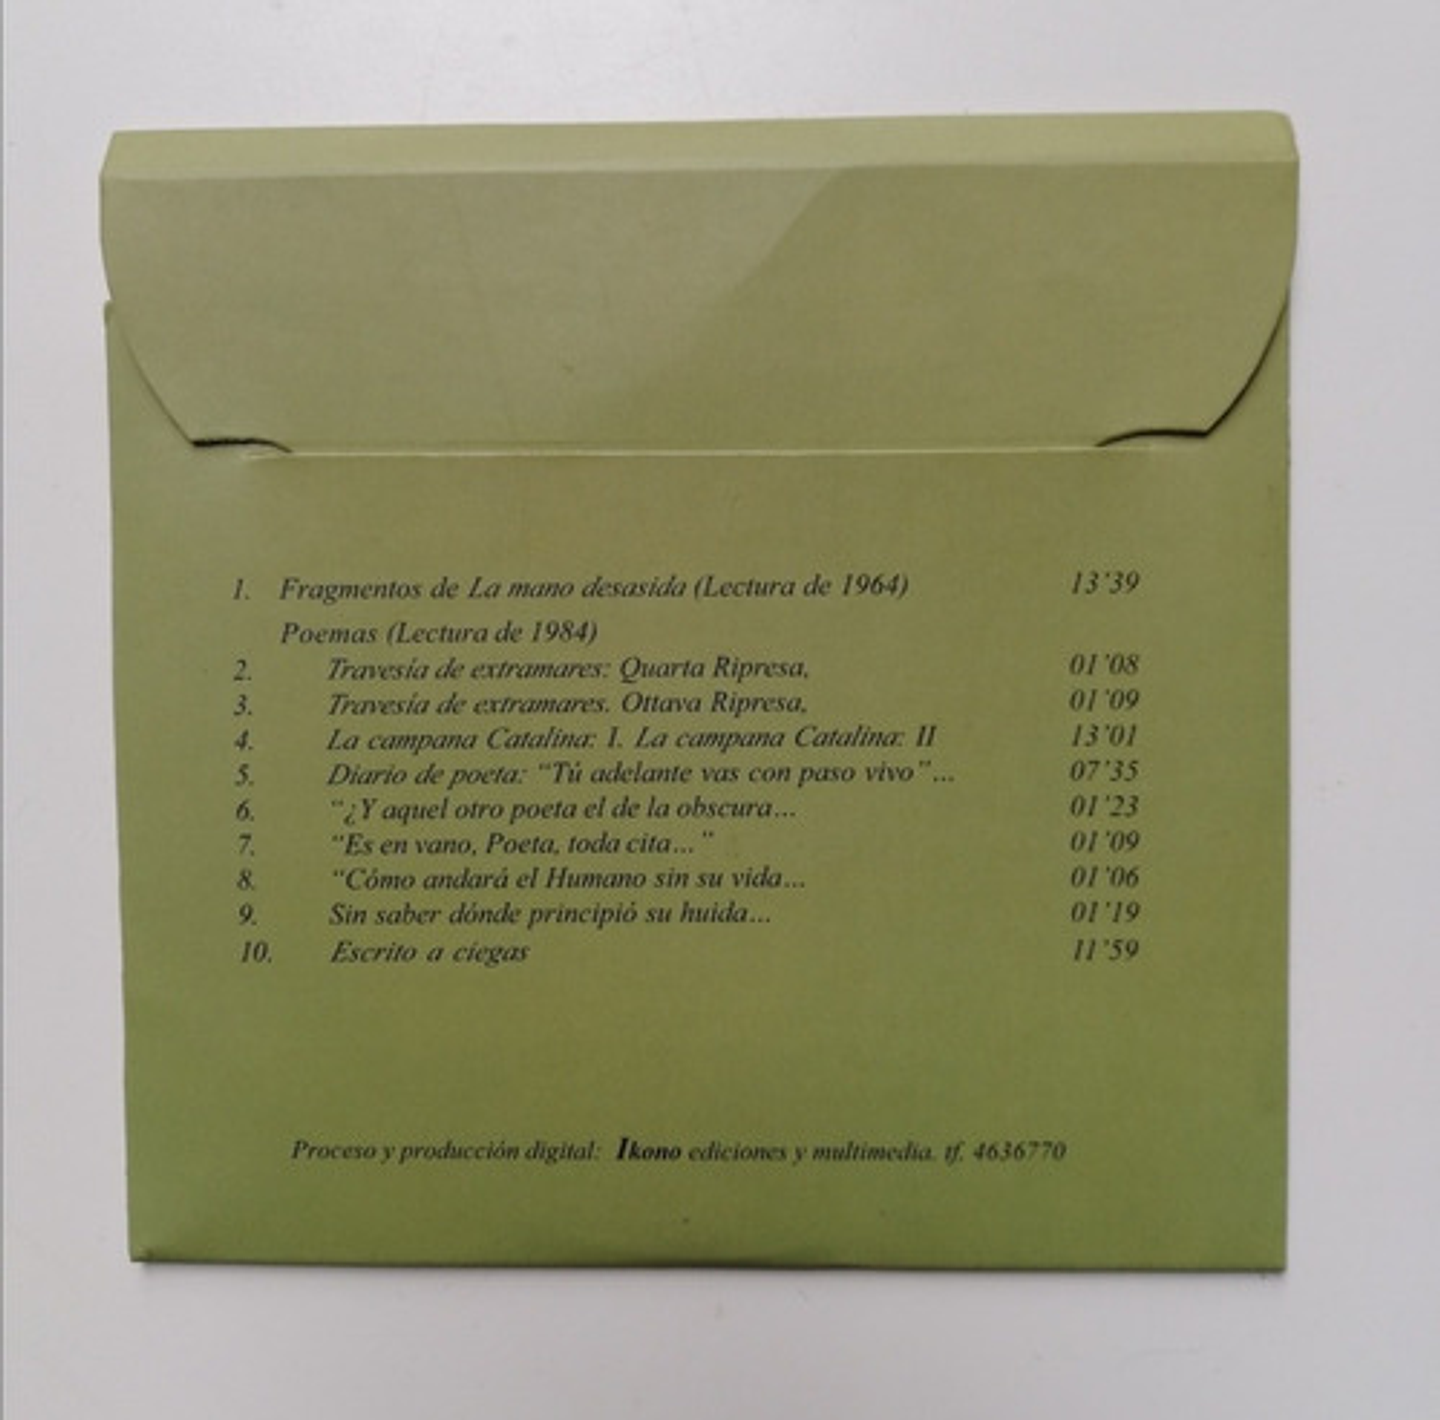 1. Fragmentos de La mano desasida (Lectura de 1964) 13'39
Poemas (Lectura de 1984)
2. Travesía de extramares: Quarta Ripresa, 01'08
3. Travesía de extramares. Ottava Ripresa, 01'09
4. La campana Catalina: I. La campana Catalina: II 13'01
5. Diario de poeta: “Tú adelante vas con paso vivo”... 07'35
6. “¿Y aquel otro poeta el de la obscura... 01'23
7. “Es en vano, Poeta, toda cita...” 01'09
8. “Cómo andará el Humano sin su vida... 01'06
9. Sin saber dónde principió su huida... 01'19
10. Escrito a ciegas 11'59
Proceso y producción digital: Ikono ediciones y multimedia. tf. 4636770